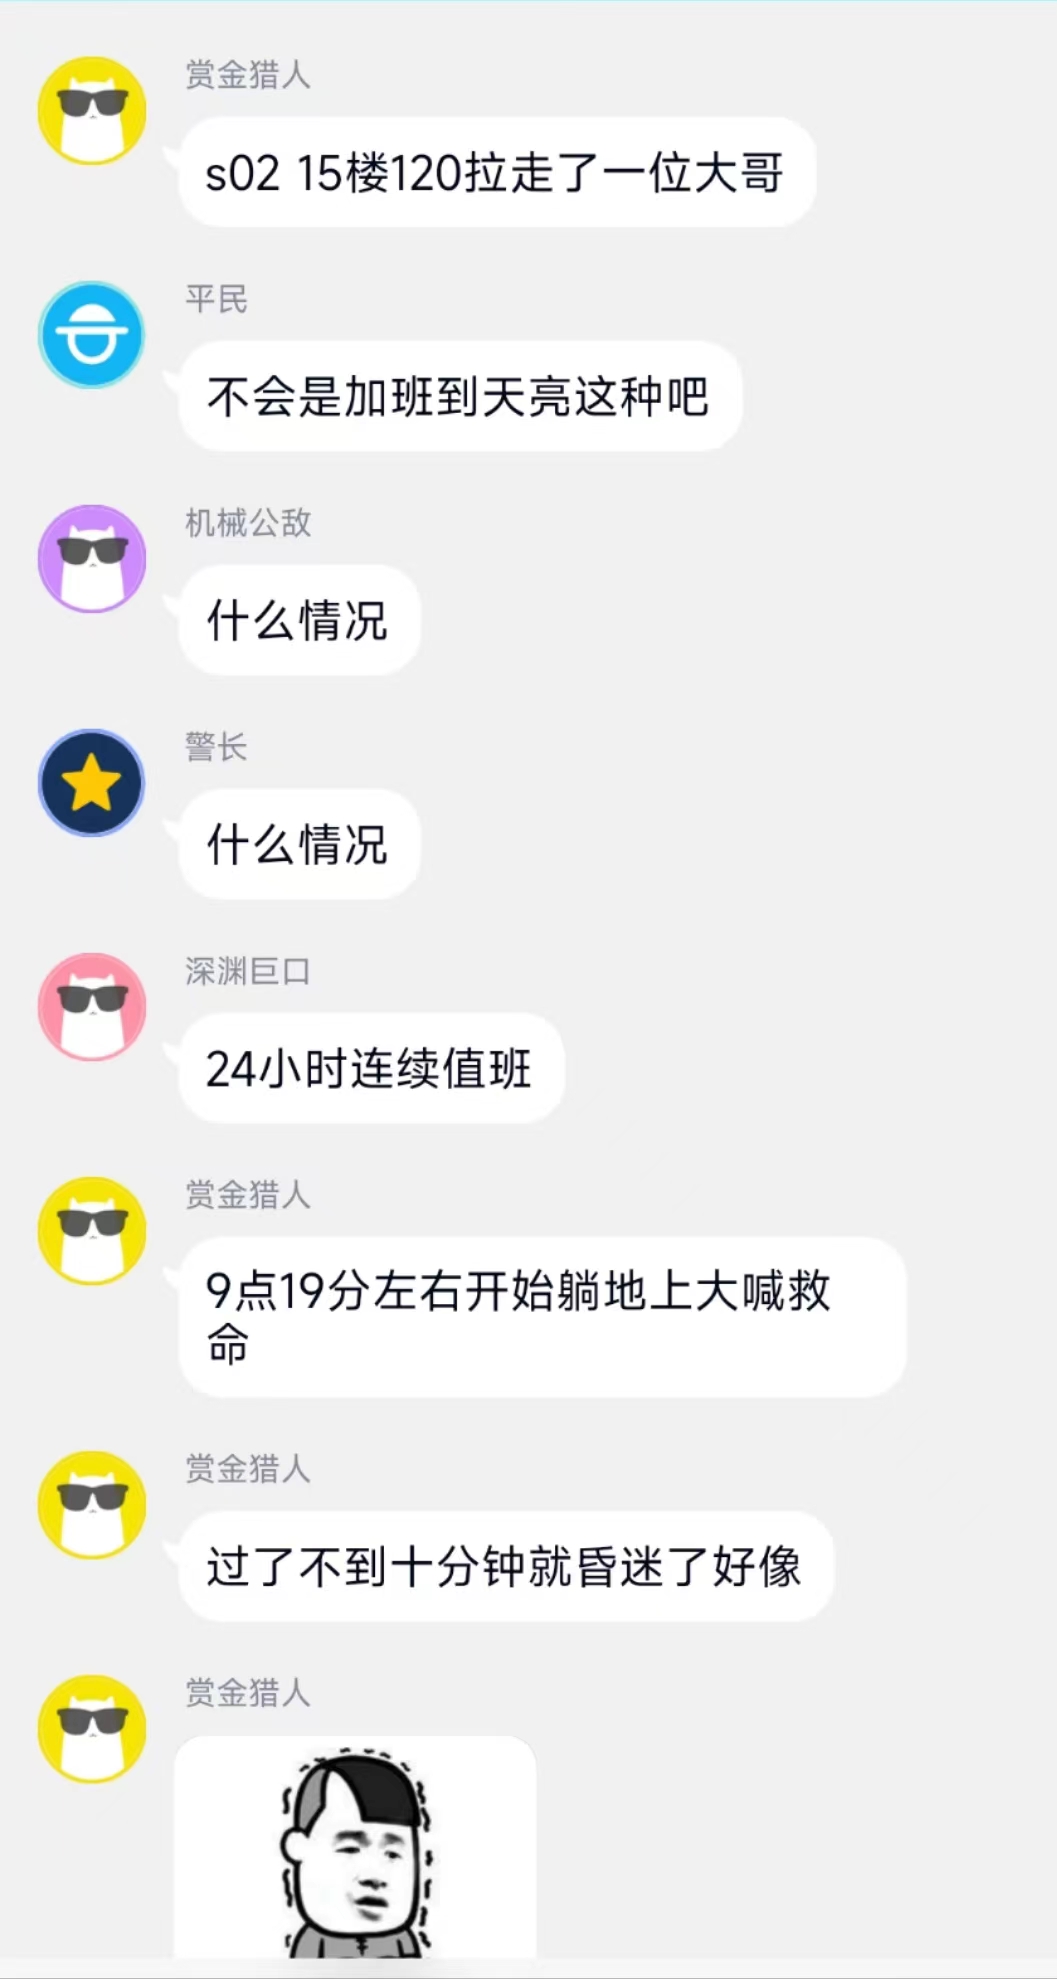 赏金猎人
s02 15楼120拉走了一位大哥
平民
不会是加班到天亮这种吧
机械公敌
什么情况
警长
什么情况
深渊巨口
24小时连续值班
赏金猎人
9点19分左右开始躺地上大喊救
命
赏金猎人
过了不到十分钟就昏迷了好像
赏金猎人